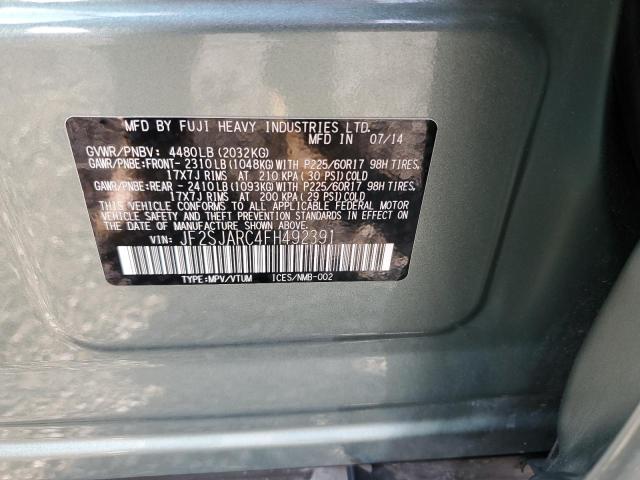 MFD BY FUJI HEAVY INDUSTRIES LTD.
IN 07/14
GVWR/PNBV: 4480LB (2032KG)
GAWR/PNBE:FRONT- 2310LB (1048KG) WITH P225/60R17 98H TIRES.
17X7J RIMS AT 210 KPA ( 30 PSI) COLD
GAWR/PNBE:REAR - 2410LB (1093KG) WITH P225/60R17 98H TIRES.
17X7J RIMS AT 200 KPA (29 PSI) COLD
THIS VEHICLE CONFORMS TO ALL APPLICABLE FEDERAL MOTOR
VEHICLE SAFETY AND THEFT PREVENTION STANDARDS IN EFFECT ON
THE DATE OF MANUFACTURE SHOWN ABOVE.
VIN: JF2SJARC4FH492391
TYPE:MPV/VTUM ICES/NMB-002